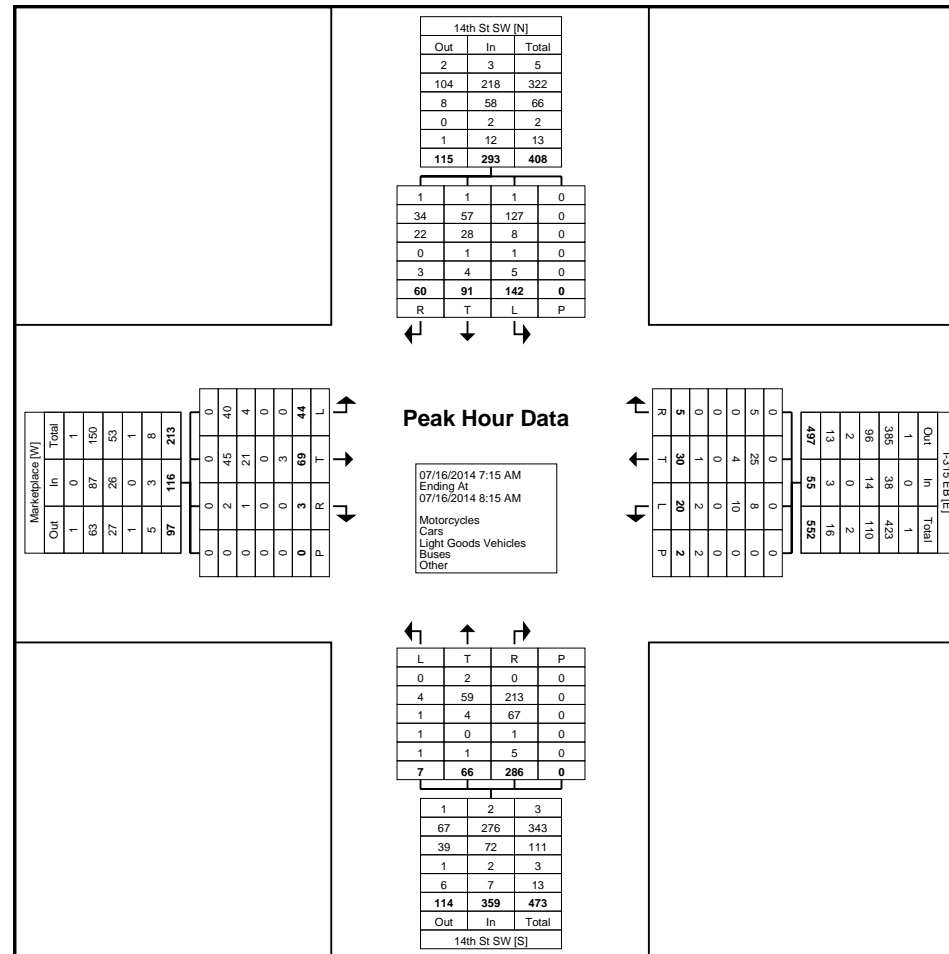 14th St SW [N]
Out In Total
2 3 5
104 218 322
8 58 66
0 2 2
1 12 13
115 293 408
1 1 1 0
34 57 127 0
22 28 8 0
0 1 1 0
3 4 5 0
60 91 142 0
R T L P
Marketplace [W]
Total 1 150 53 1 8 213
In 0 87 26 0 3 116
Out 1 63 27 1 5 97
0 40 4 0 0 44 L
0 45 21 0 3 69 T
0 2 1 0 0 3 R
0 0 0 0 0 0 P
Peak Hour Data
07/16/2014 7:15 AM
Ending At
07/16/2014 8:15 AM
Motorcycles
Cars
Light Goods Vehicles
Buses
Other
R 5 0 0 0 5 0
T 30 1 0 4 25 0
L 20 2 0 10 8 0
P 2 2 0 0 0 0
I-315 EB [E]
497 13 2 96 385 1 Out
55 3 0 14 38 0 In
552 16 2 110 423 1 Total
L T R P
0 2 0 0
4 59 213 0
1 4 67 0
1 0 1 0
1 1 5 0
7 66 286 0
1 2 3
67 276 343
39 72 111
1 2 3
6 7 13
114 359 473
Out In Total
14th St SW [S]